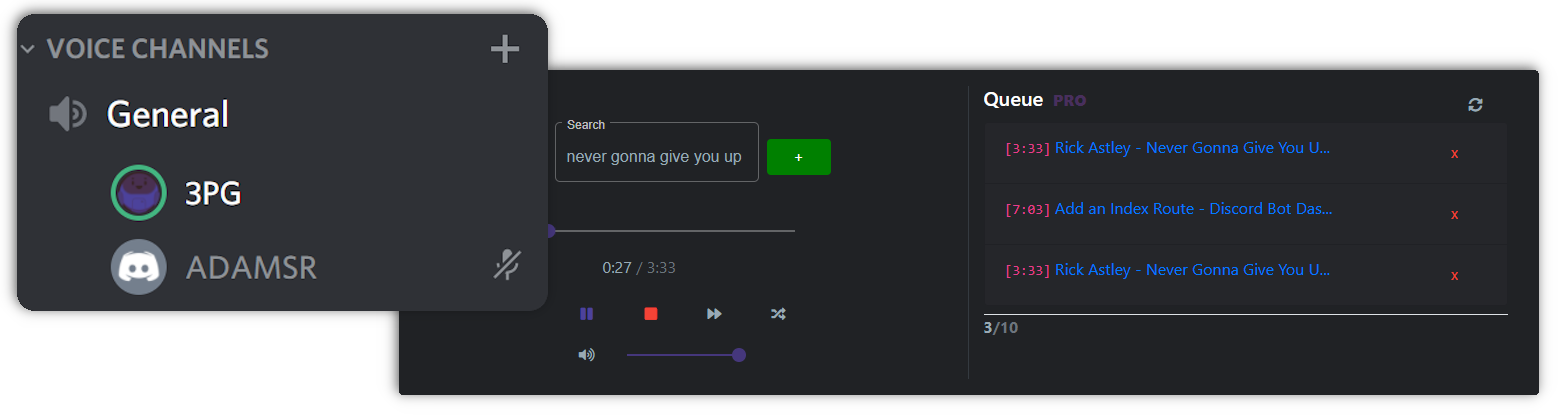 VOICE CHANNELS
General
3PG
ADAMSR
Search
never gonna give you up
+
0:27 / 3:33
Queue PRO
[3:33] Rick Astley - Never Gonna Give You U... x
[7:03] Add an Index Route - Discord Bot Das... x
[3:33] Rick Astley - Never Gonna Give You U... x
3/10